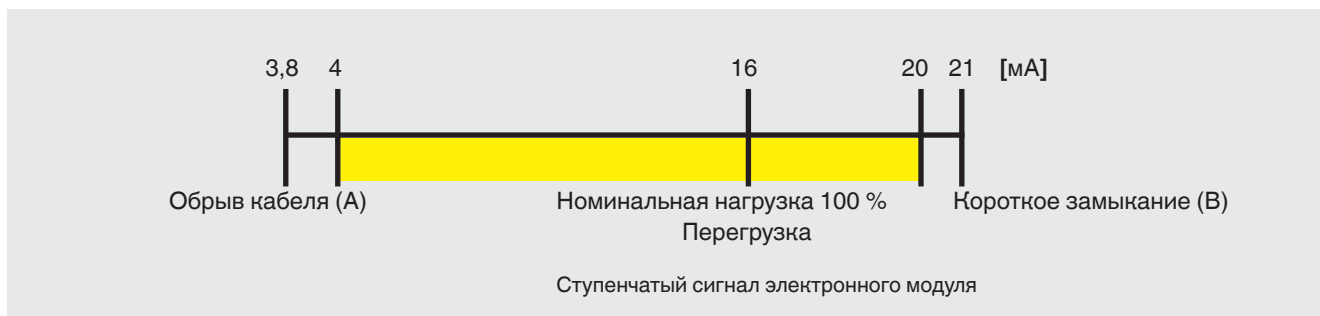 3,8 4 16 20 21 [мА]
Обрыв кабеля (A) Номинальная нагрузка 100 % Короткое замыкание (B)
Перегрузка
Ступенчатый сигнал электронного модуля